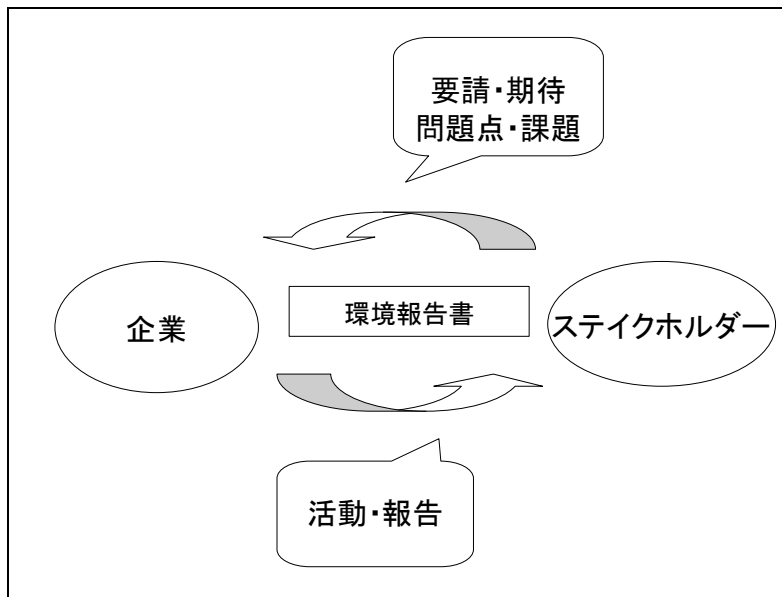 要請・期待
問題点・課題
企業
環境報告書
ステイクホルダー
活動・報告